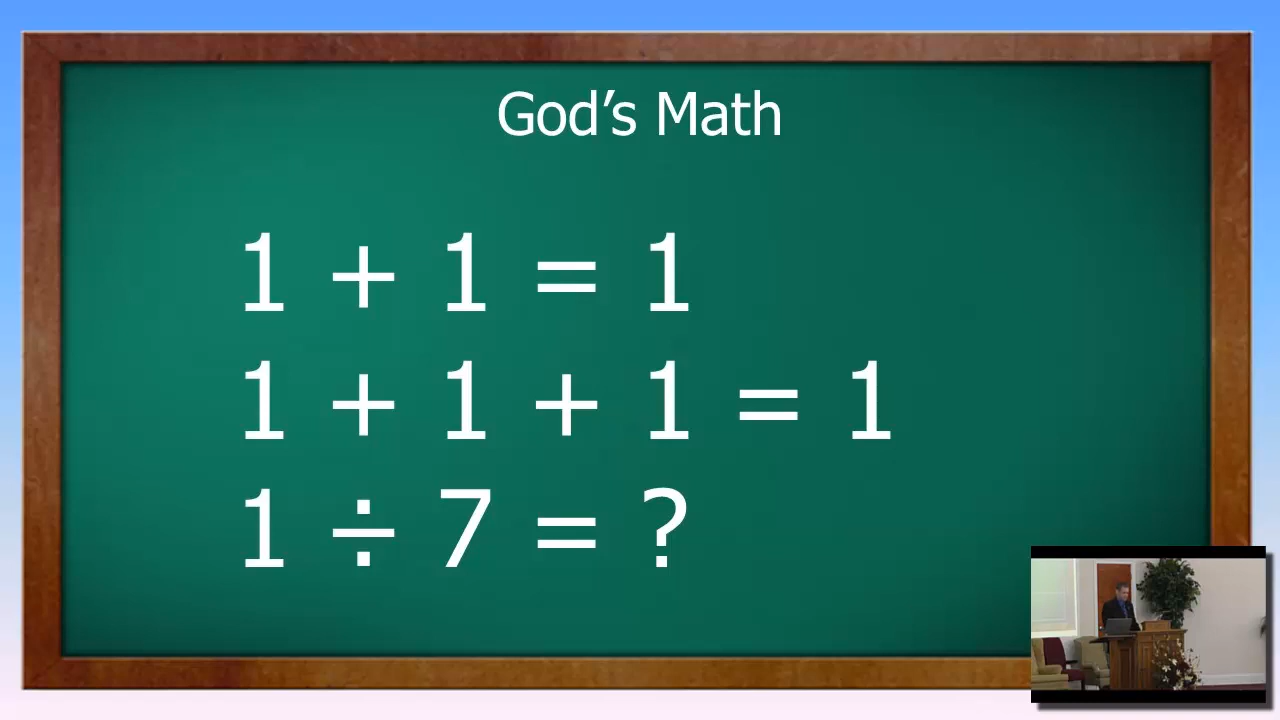 God’s Math
1 + 1 = 1
1 + 1 + 1 = 1
1 ÷ 7 = ?